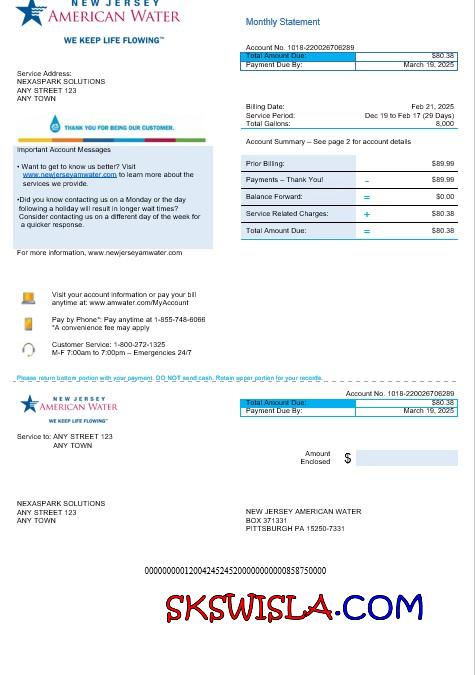 NEW JERSEY
AMERICAN WATER
WE KEEP LIFE FLOWING™
Monthly Statement
Account No. 1018-220026706289
Total Amount Due: $80.38
Payment Due By: March 19, 2025
Service Address:
NEXASPARK SOLUTIONS
ANY STREET 123
ANY TOWN
Billing Date: Feb 21, 2025
Service Period: Dec 19 to Feb 17 (29 Days)
Total Gallons: 8,000
THANK YOU FOR BEING OUR CUSTOMER.
Account Summary – See page 2 for account details
Important Account Messages
• Want to get to know us better? Visit
www.newjerseyamwater.com to learn more about the
services we provide.
•Did you know contacting us on a Monday or the day
following a holiday will result in longer wait times?
Consider contacting us on a different day of the week for
a quicker response.
Prior Billing: $89.99
Payments – Thank You! - $89.99
Balance Forward: = $0.00
Service Related Charges: + $80.38
Total Amount Due: = $80.38
For more information, www.newjerseyamwater.com
Visit your account information or pay your bill
anytime at: www.amwater.com/MyAccount
Pay by Phone*: Pay anytime at 1-855-748-6066
*A convenience fee may apply
Customer Service: 1-800-272-1325
M-F 7:00am to 7:00pm – Emergencies 24/7
Please return bottom portion with your payment. DO NOT send cash. Retain upper portion for your records.
NEW JERSEY
AMERICAN WATER
WE KEEP LIFE FLOWING™
Account No. 1018-220026706289
Total Amount Due: $80.38
Payment Due By: March 19, 2025
Service to: ANY STREET 123
ANY TOWN
Amount
Enclosed $
NEXASPARK SOLUTIONS
ANY STREET 123
ANY TOWN
NEW JERSEY AMERICAN WATER
BOX 371331
PITTSBURGH PA 15250-7331
SKSWISLA.COM